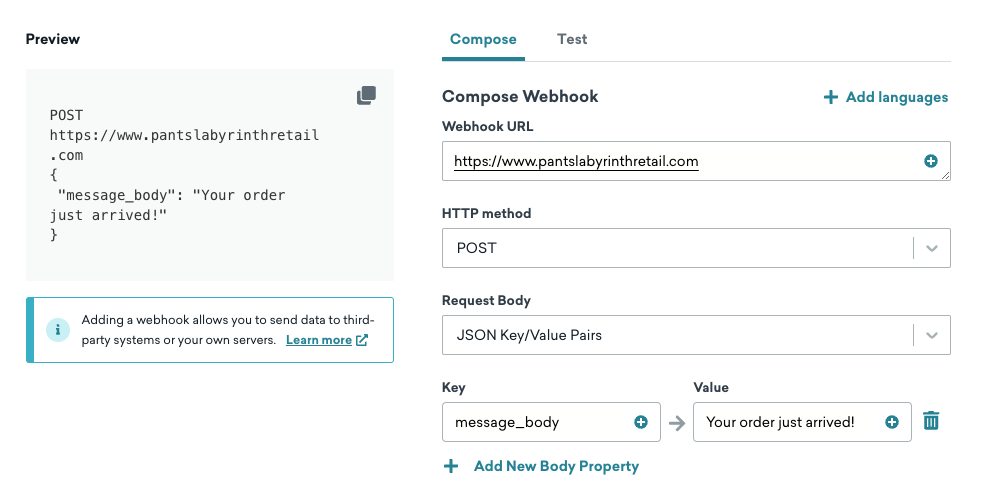 Preview
POST
https://www.pantslabyrinthretail
.com
{
"message_body": "Your order
just arrived!"
}
Adding a webhook allows you to send data to third-
party systems or your own servers. Learn more
Compose Test
Compose Webhook
Add languages
Webhook URL
https://www.pantslabyrinthretail.com
HTTP method
POST
Request Body
JSON Key/Value Pairs
Key Value
message_body Your order just arrived!
Add New Body Property